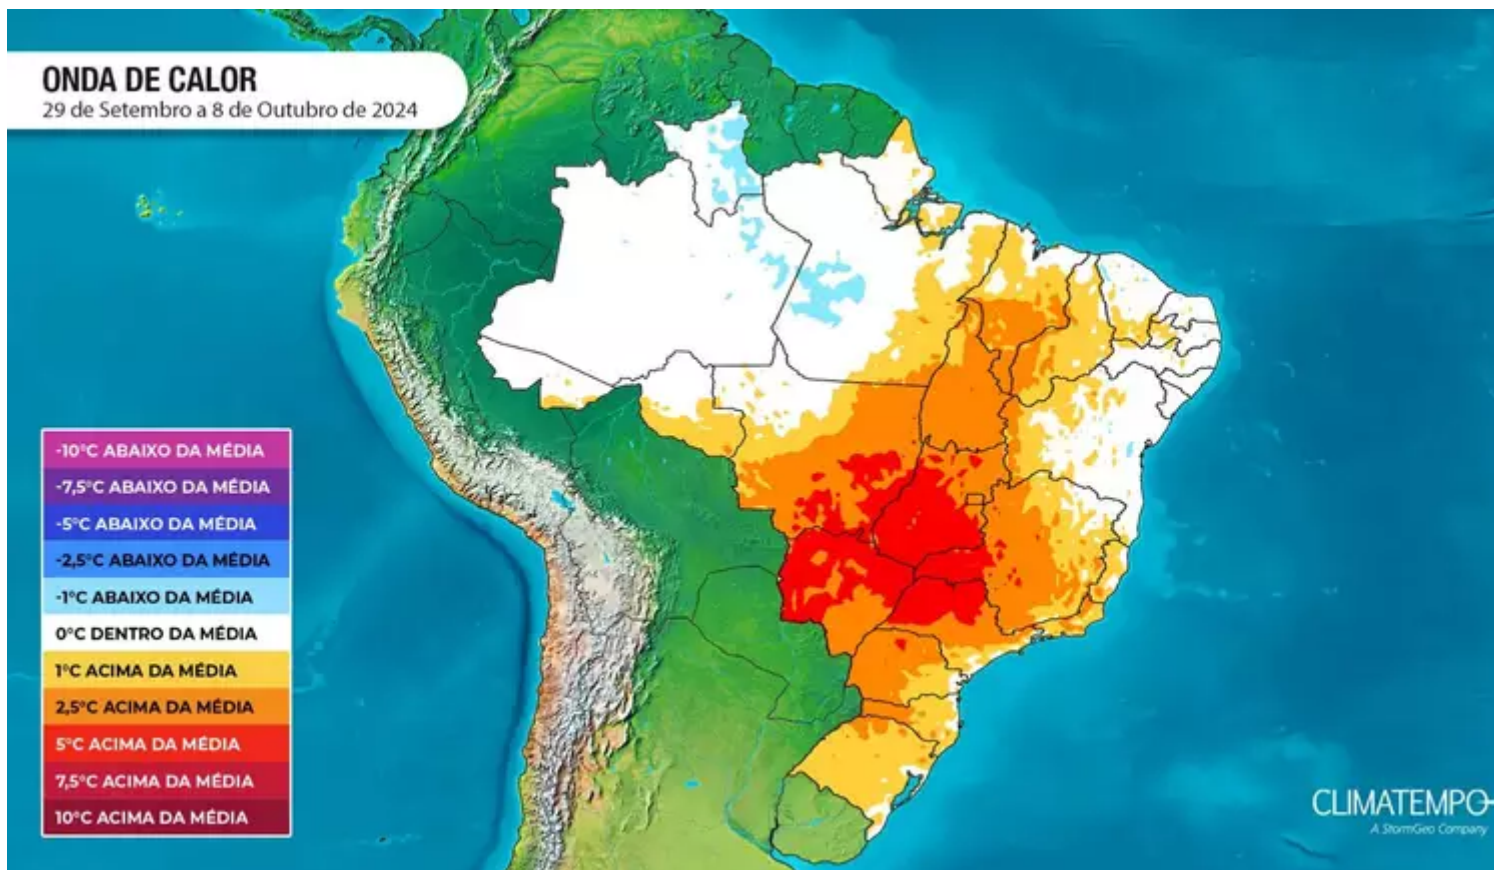 ONDA DE CALOR
29 de Setembro a 8 de Outubro de 2024
-10°C ABAIXO DA MÉDIA
-7,5°C ABAIXO DA MÉDIA
-5°C ABAIXO DA MÉDIA
-2,5°C ABAIXO DA MÉDIA
-1°C ABAIXO DA MÉDIA
0°C DENTRO DA MÉDIA
1°C ACIMA DA MÉDIA
2,5°C ACIMA DA MÉDIA
5°C ACIMA DA MÉDIA
7,5°C ACIMA DA MÉDIA
10°C ACIMA DA MÉDIA
CLIMATEMPO
A StormGeo Company